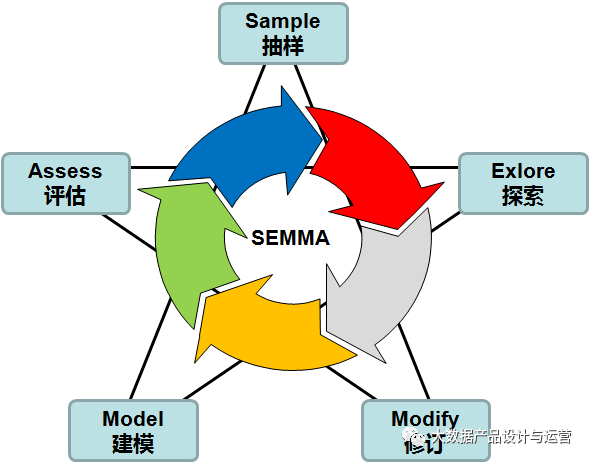 Sample
抽样
Assess
评估
Exlore
探索
SEMMA
Model
建模
Modify
修订
大数据产品设计与运营